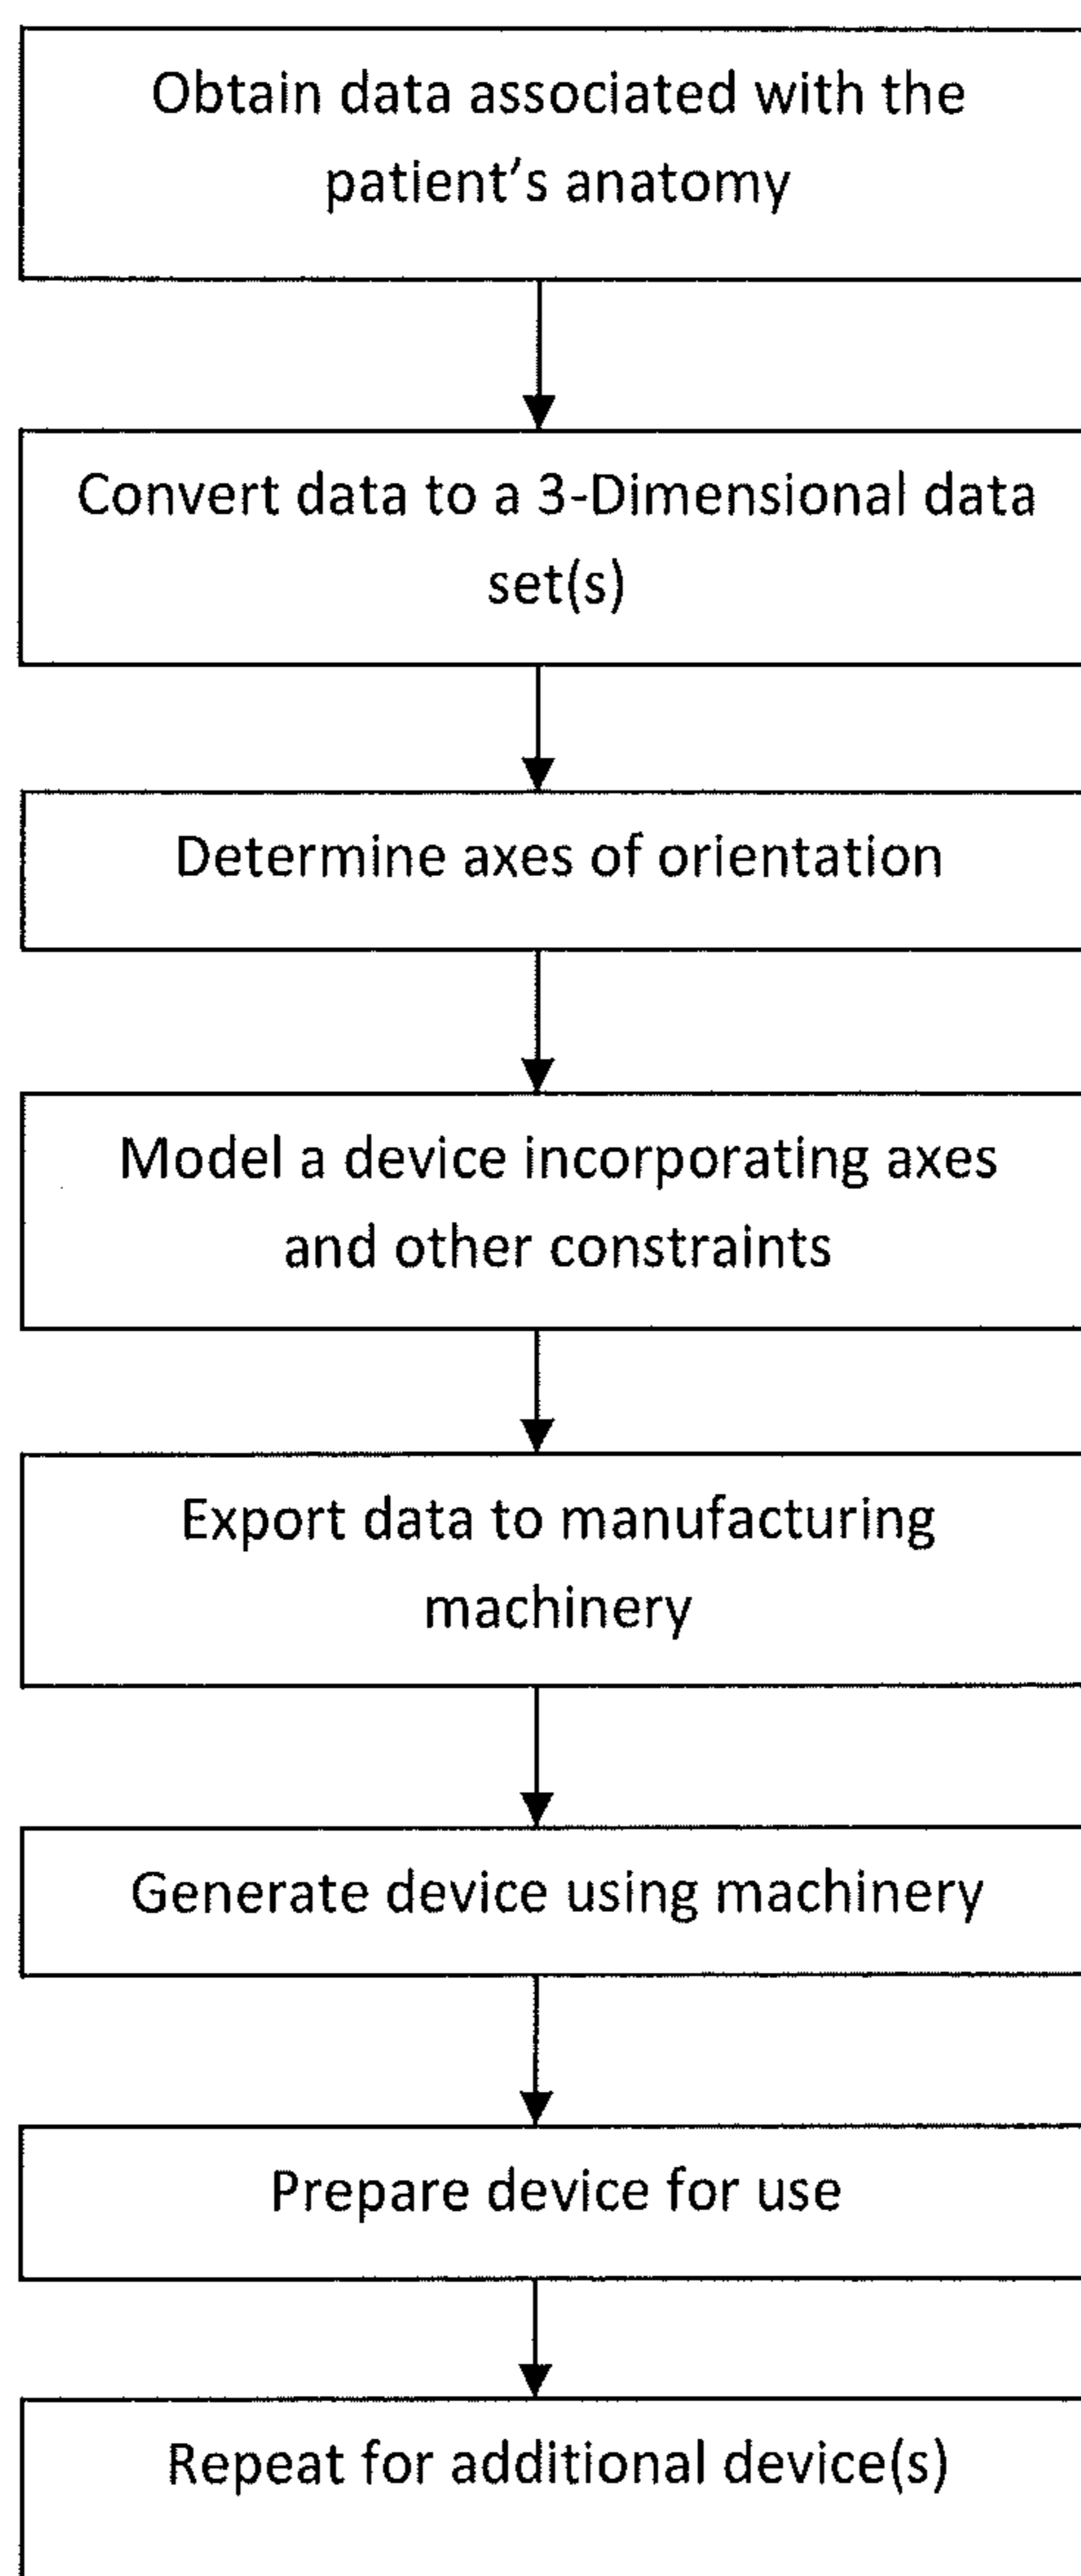 Obtain data associated with the
patient’s anatomy
Convert data to a 3-Dimensional data
set(s)
Determine axes of orientation
Model a device incorporating axes
and other constraints
Export data to manufacturing
machinery
Generate device using machinery
Prepare device for use
Repeat for additional device(s)